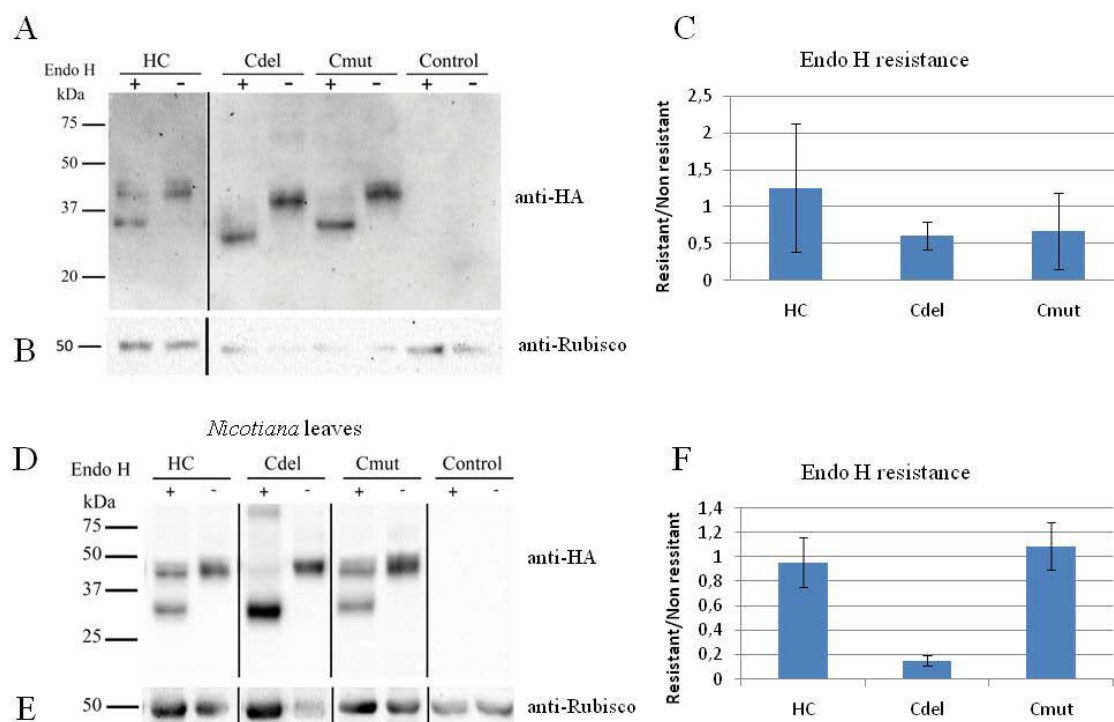 A
HC Cdel Cmut Control
Endo H + − + − + − + −
kDa
75
50
37
20
anti-HA
B
50
anti-Rubisco
C
Endo H resistance
Resistant/Non resistant
2,5
2
1,5
1
0,5
0
HC Cdel Cmut
Nicotiana leaves
D
HC Cdel Cmut Control
Endo H + - + - + - + -
kDa
75
50
37
25
anti-HA
E
50
anti-Rubisco
F
Endo H resistance
Resistant/Non ressitant
1,4
1,2
1
0,8
0,6
0,4
0,2
0
HC Cdel Cmut